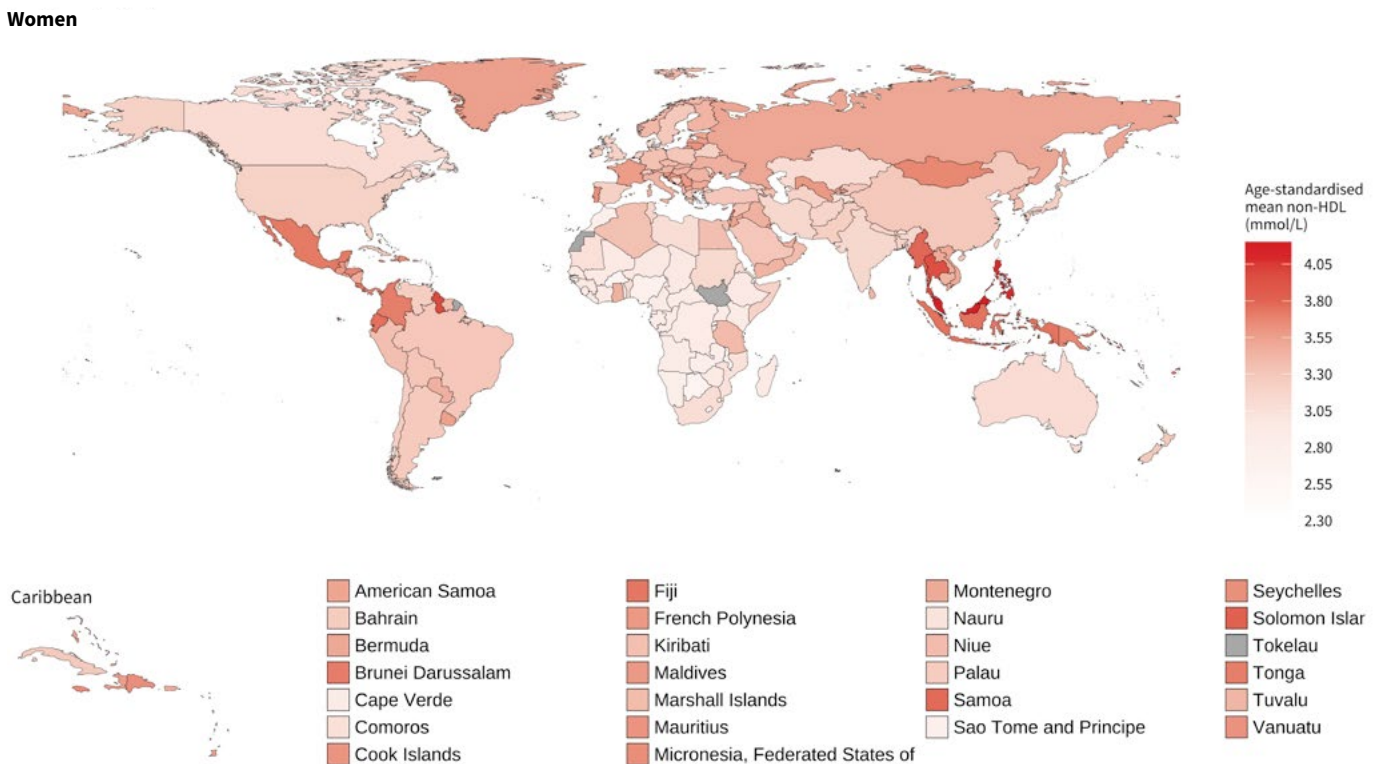 Women
Age-standardised
mean non-HDL
(mmol/L)
4.05
3.80
3.55
3.30
3.05
2.80
2.55
2.30
Caribbean
American Samoa
Bahrain
Bermuda
Brunei Darussalam
Cape Verde
Comoros
Cook Islands
Fiji
French Polynesia
Kiribati
Maldives
Marshall Islands
Mauritius
Micronesia, Federated States of
Montenegro
Nauru
Niue
Palau
Samoa
Sao Tome and Principe
Seychelles
Solomon Islar
Tokelau
Tonga
Tuvalu
Vanuatu